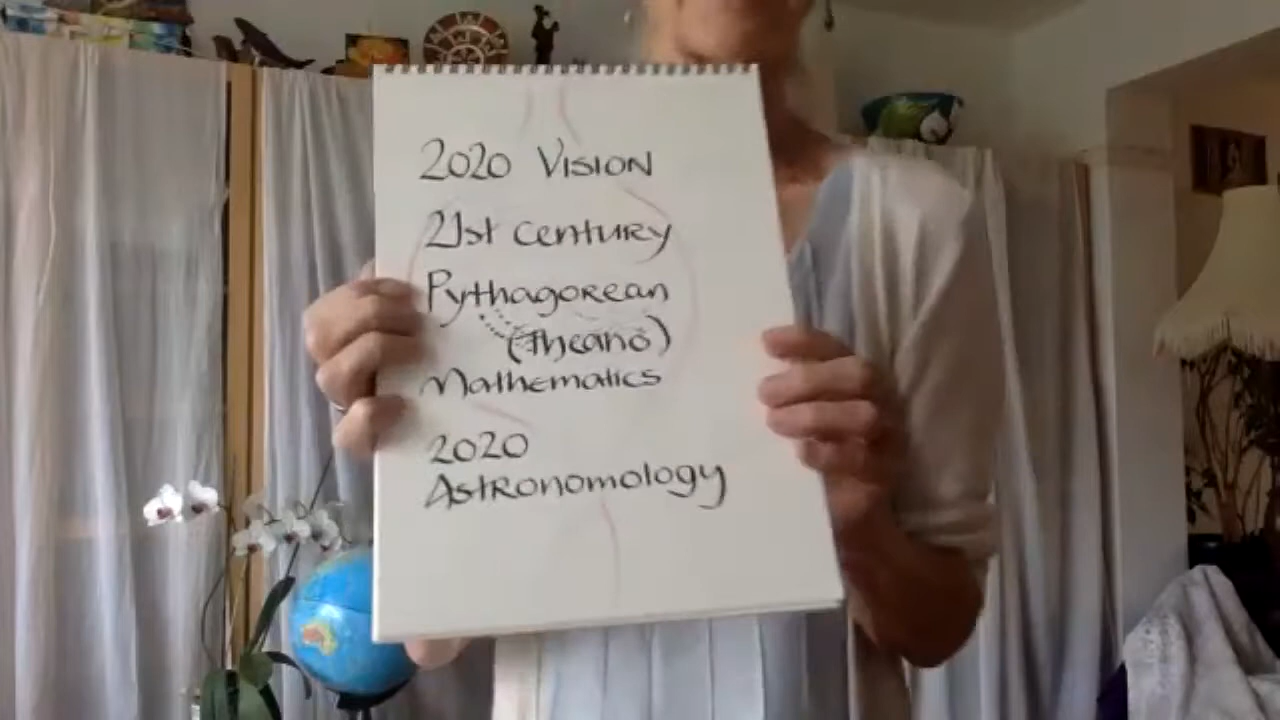 2020 Vision
21st century
Pythagorean
(Theano)
Mathematics
2020
Astronomology